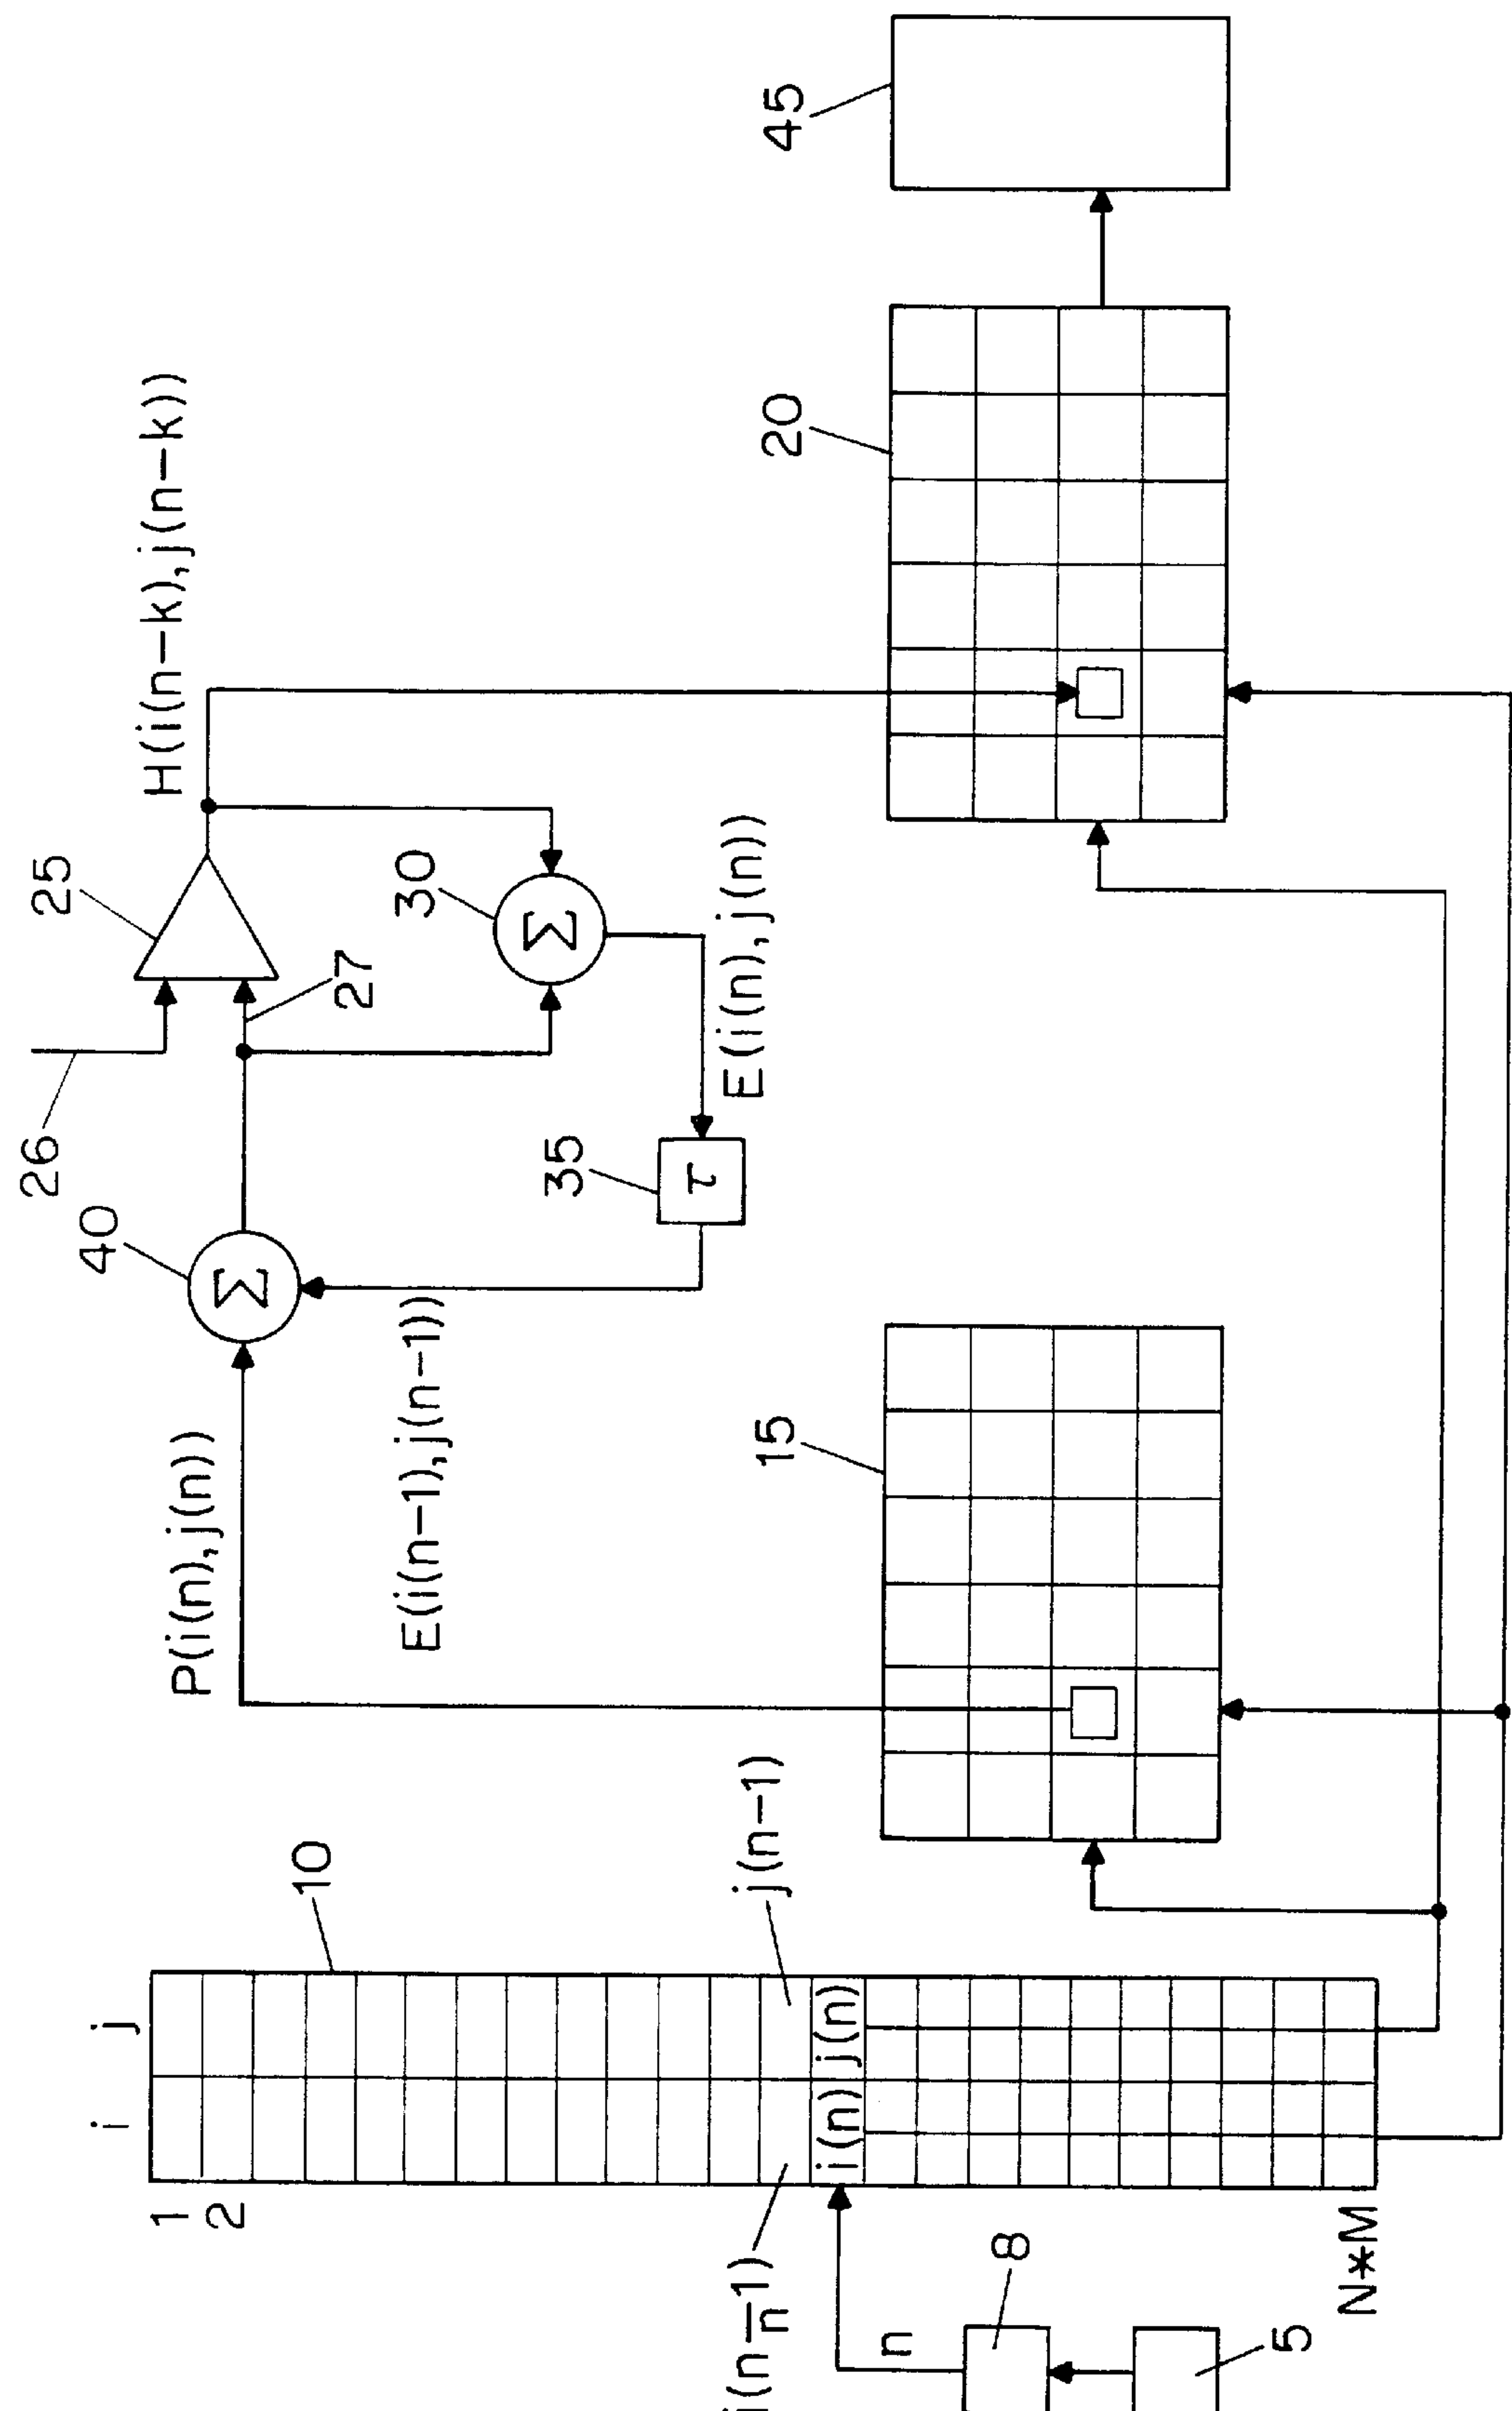 26
25
40
27
H(i(n−k),j(n−k))
30
Σ
Σ
35
τ
E(i(n),j(n))
P(i(n),j(n))
E(i(n−1),j(n−1))
45
20
15
10
i
j
1
2
j(n−1)
i(n)
j(n)
N*M
n
8
5